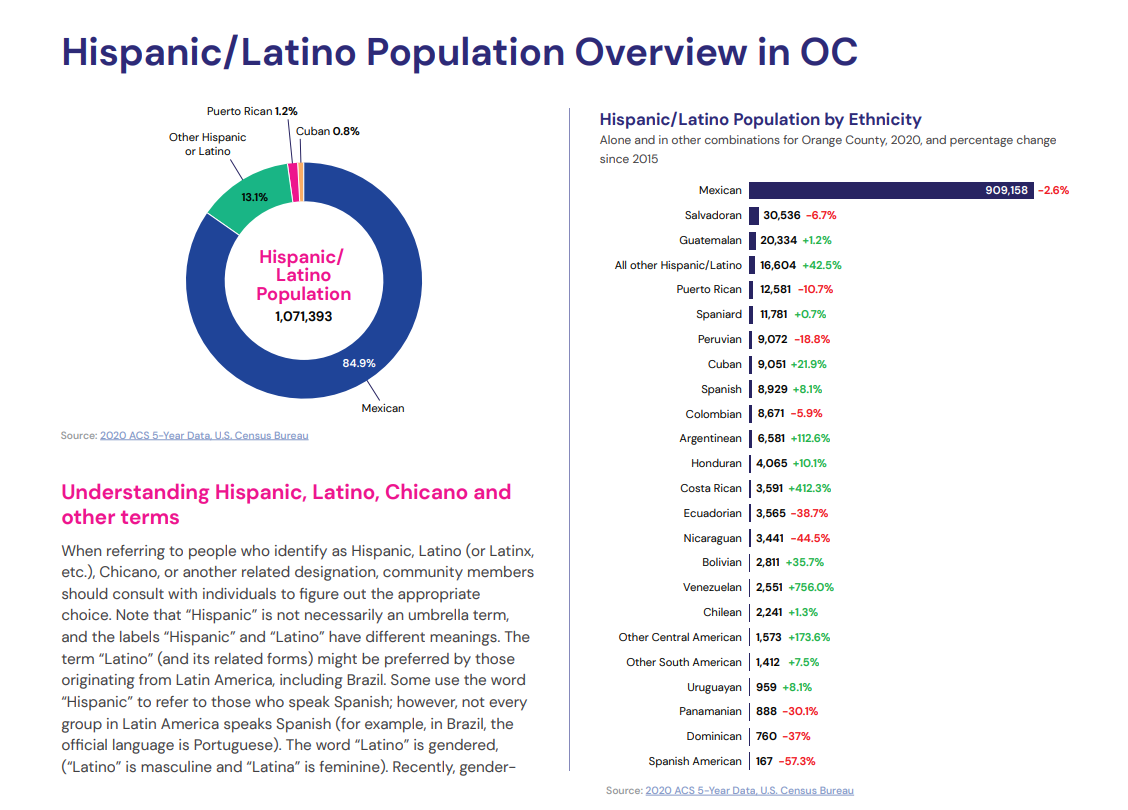 Hispanic/Latino Population Overview in OC
Puerto Rican 1.2%
Cuban 0.8%
Other Hispanic
or Latino
13.1%
Hispanic/
Latino
Population
1,071,393
84.9%
Mexican
Source: 2020 ACS 5-Year Data, U.S. Census Bureau
Understanding Hispanic, Latino, Chicano and
other terms
When referring to people who identify as Hispanic, Latino (or Latinx,
etc.), Chicano, or another related designation, community members
should consult with individuals to figure out the appropriate
choice. Note that “Hispanic” is not necessarily an umbrella term,
and the labels “Hispanic” and “Latino” have different meanings. The
term “Latino” (and its related forms) might be preferred by those
originating from Latin America, including Brazil. Some use the word
“Hispanic” to refer to those who speak Spanish; however, not every
group in Latin America speaks Spanish (for example, in Brazil, the
official language is Portuguese). The word “Latino” is gendered,
(“Latino” is masculine and “Latina” is feminine). Recently, gender-
Hispanic/Latino Population by Ethnicity
Alone and in other combinations for Orange County, 2020, and percentage change
since 2015
Mexican 909,158 -2.6%
Salvadoran 30,536 -6.7%
Guatemalan 20,334 +1.2%
All other Hispanic/Latino 16,604 +42.5%
Puerto Rican 12,581 -10.7%
Spaniard 11,781 +0.7%
Peruvian 9,072 -18.8%
Cuban 9,051 +21.9%
Spanish 8,929 +8.1%
Colombian 8,671 -5.9%
Argentinean 6,581 +112.6%
Honduran 4,065 +10.1%
Costa Rican 3,591 +412.3%
Ecuadorian 3,565 -38.7%
Nicaraguan 3,441 -44.5%
Bolivian 2,811 +35.7%
Venezuelan 2,551 +756.0%
Chilean 2,241 +1.3%
Other Central American 1,573 +173.6%
Other South American 1,412 +7.5%
Uruguayan 959 +8.1%
Panamanian 888 -30.1%
Dominican 760 -37%
Spanish American 167 -57.3%
Source: 2020 ACS 5-Year Data, U.S. Census Bureau